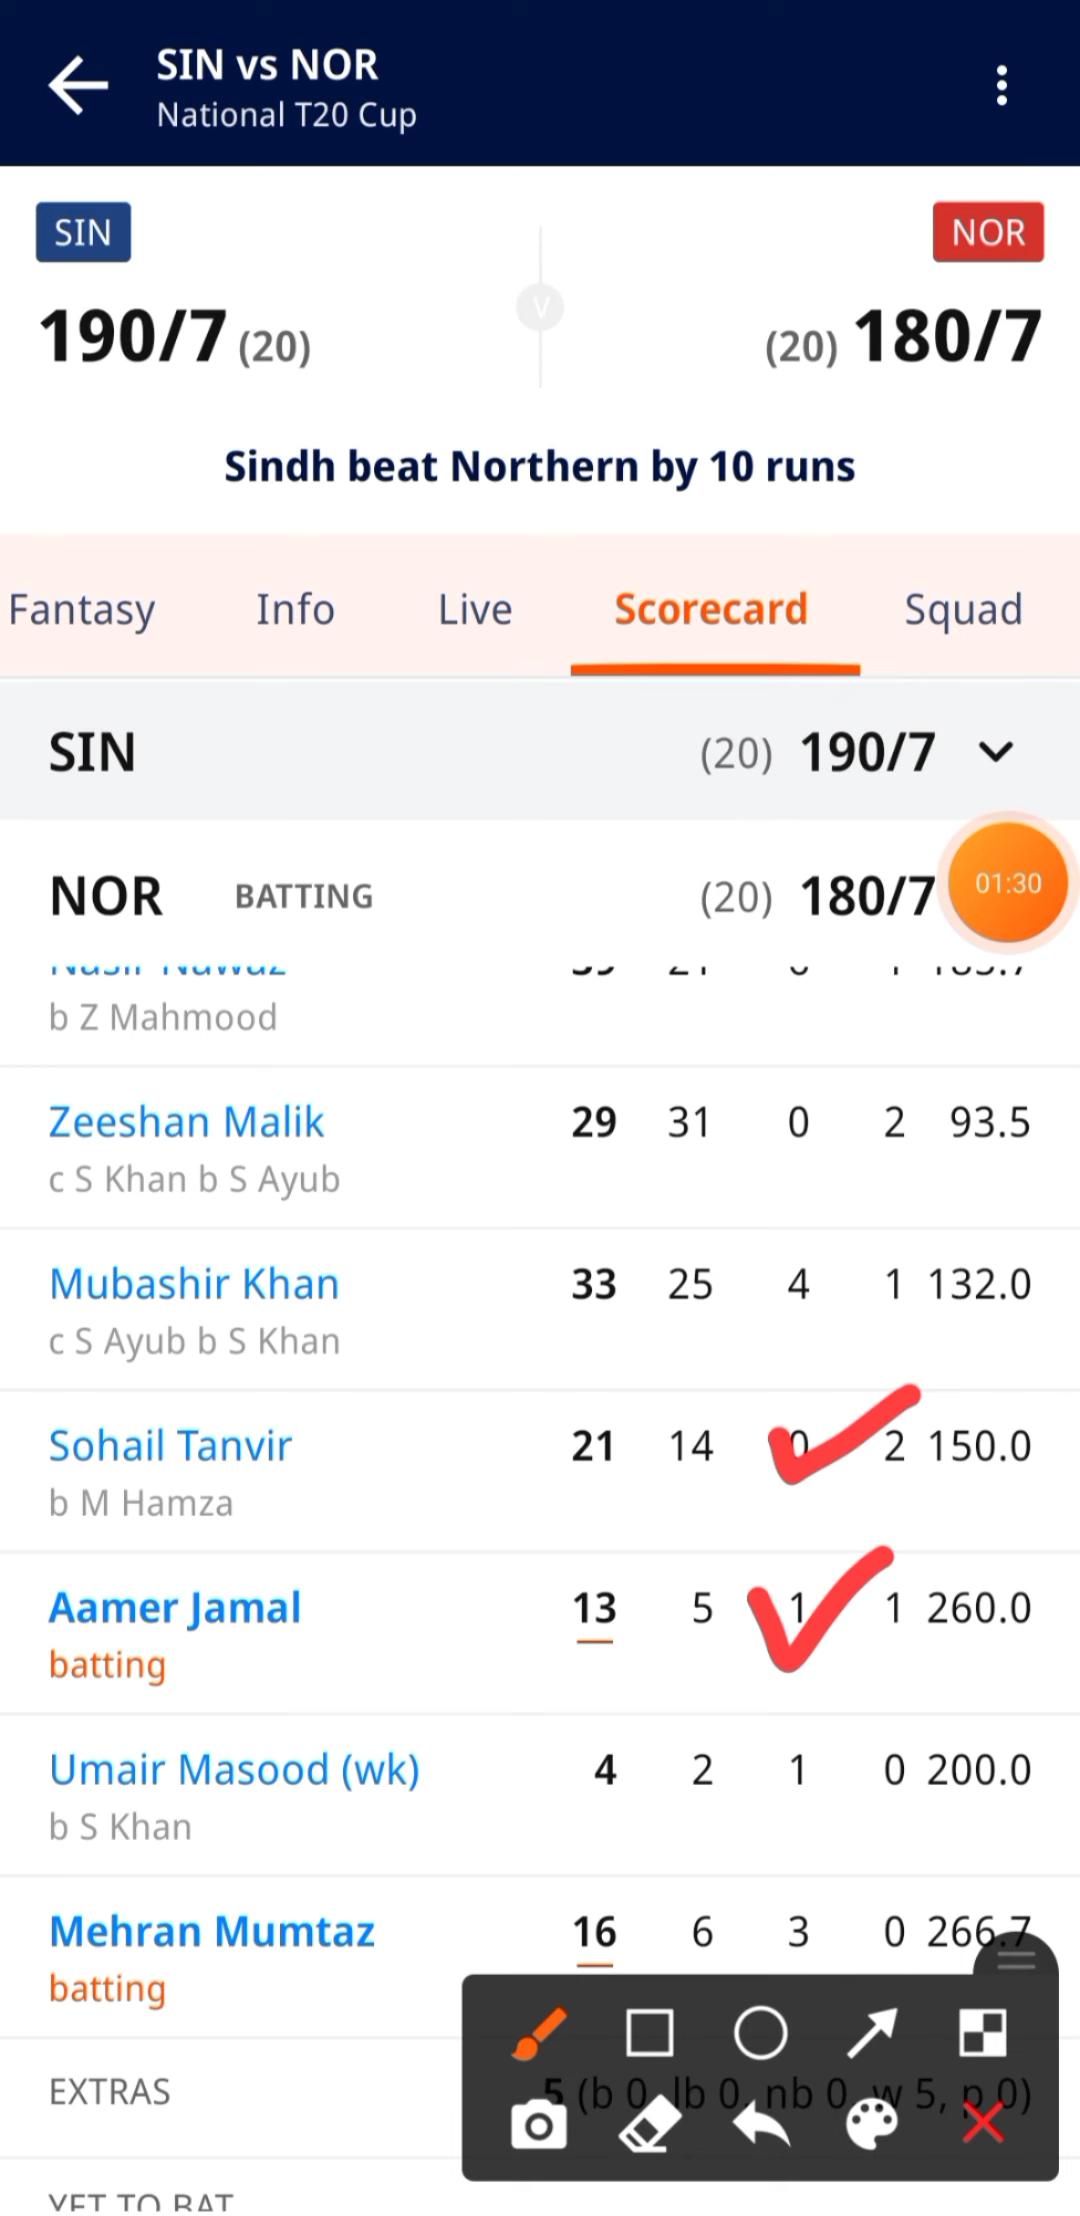 SIN vs NOR
National T20 Cup
SIN NOR
190/7 (20) V (20) 180/7
Sindh beat Northern by 10 runs
Fantasy Info Live Scorecard Squad
SIN (20) 190/7
NOR BATTING (20) 180/7
01:30
b Z Mahmood
Zeeshan Malik 29 31 0 2 93.5
c S Khan b S Ayub
Mubashir Khan 33 25 4 1 132.0
c S Ayub b S Khan
Sohail Tanvir 21 14 0 2 150.0
b M Hamza
Aamer Jamal 13 5 1 1 260.0
batting
Umair Masood (wk) 4 2 1 0 200.0
b S Khan
Mehran Mumtaz 16 6 3 0 266.7
batting
EXTRAS 5 (b 0, lb 0, nb 0, w 5, p 0)
YET TO BAT